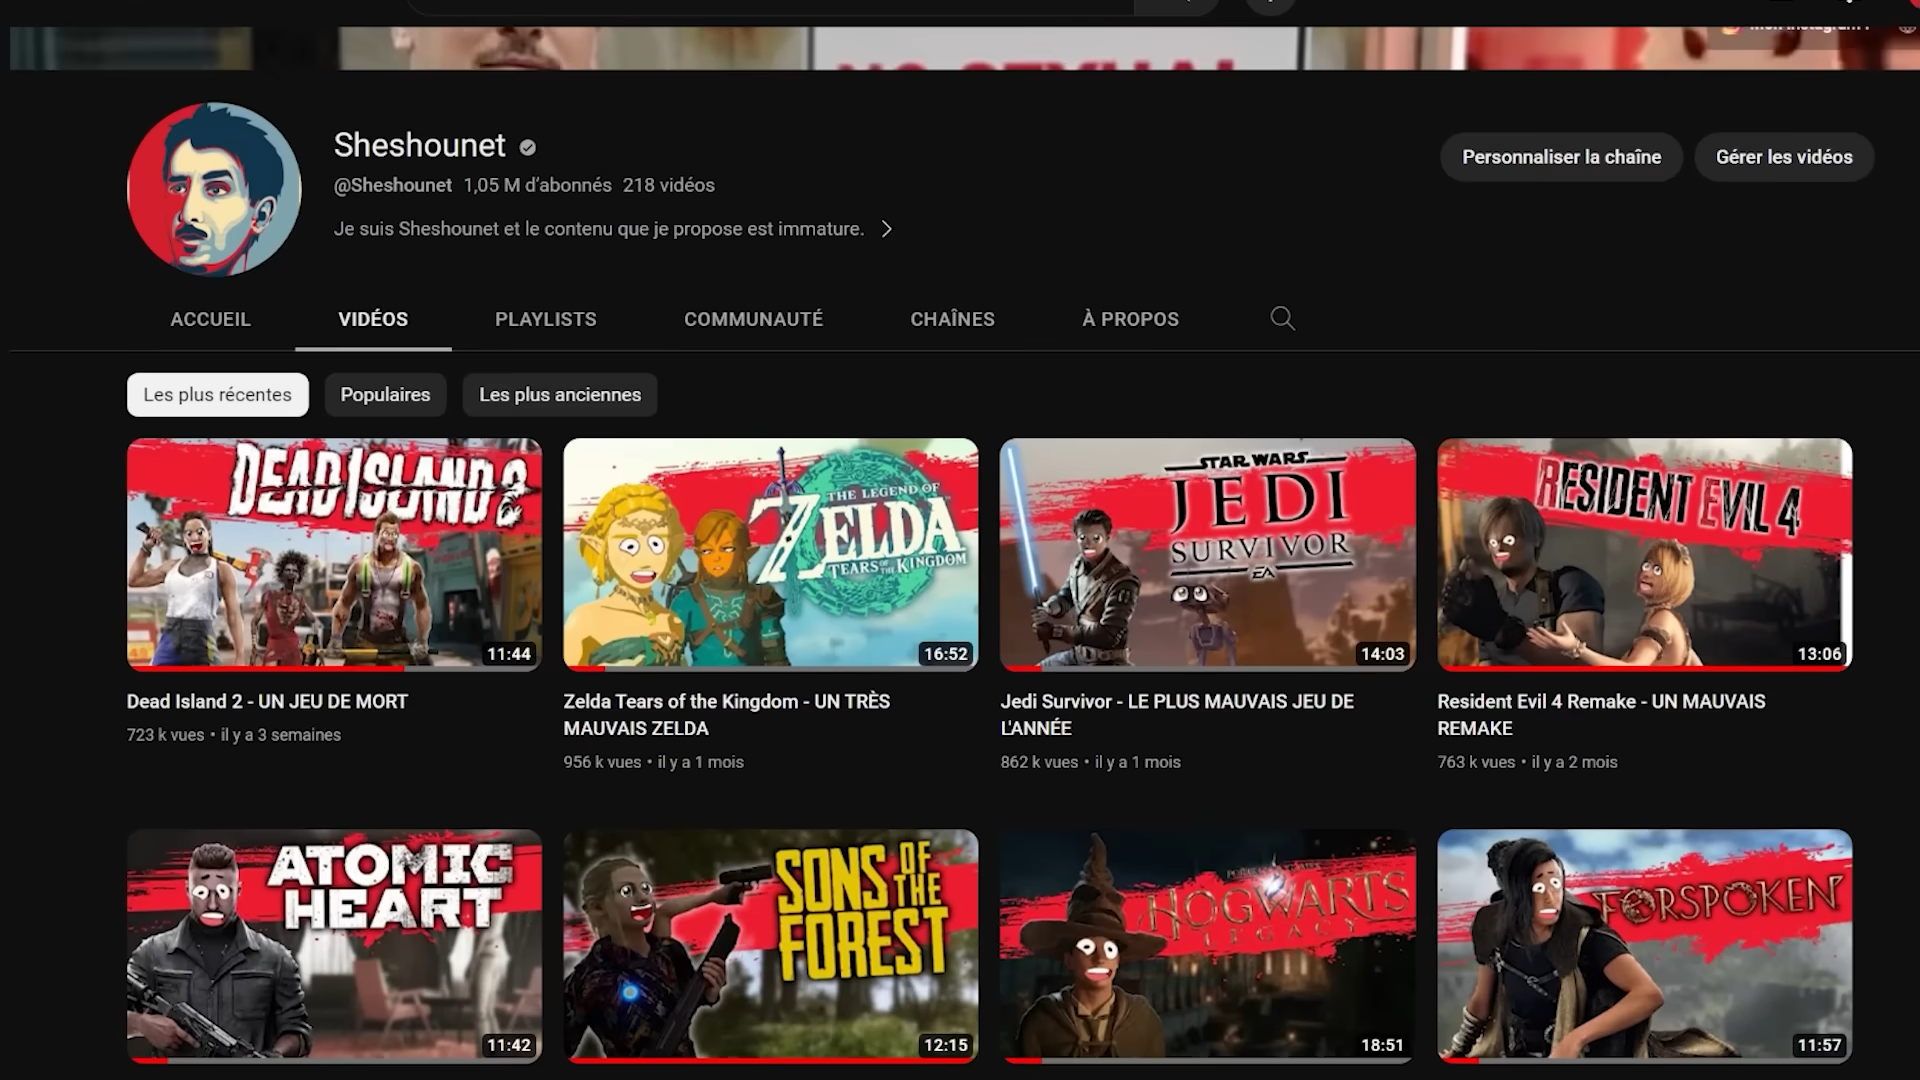 Mon Instagram !
NO SEXUAL
Sheshounet
@Sheshounet 1,05 M d’abonnés 218 vidéos
Je suis Sheshounet et le contenu que je propose est immature.
Personnaliser la chaîne
Gérer les vidéos
ACCUEIL
VIDÉOS
PLAYLISTS
COMMUNAUTÉ
CHAÎNES
À PROPOS
Les plus récentes
Populaires
Les plus anciennes
DEAD ISLAND 2
11:44
THE LEGEND OF
ZELDA
TEARS OF THE KINGDOM
16:52
STAR WARS
JEDI
SURVIVOR
EA
14:03
RESIDENT EVIL 4
13:06
Dead Island 2 - UN JEU DE MORT
723 k vues • il y a 3 semaines
Zelda Tears of the Kingdom - UN TRÈS
MAUVAIS ZELDA
956 k vues • il y a 1 mois
Jedi Survivor - LE PLUS MAUVAIS JEU DE
L'ANNÉE
862 k vues • il y a 1 mois
Resident Evil 4 Remake - UN MAUVAIS
REMAKE
763 k vues • il y a 2 mois
ATOMIC
HEART
11:42
SONS OF
THE
FOREST
12:15
HOGWARTS
LEGACY
18:51
FORSPOKEN
11:57